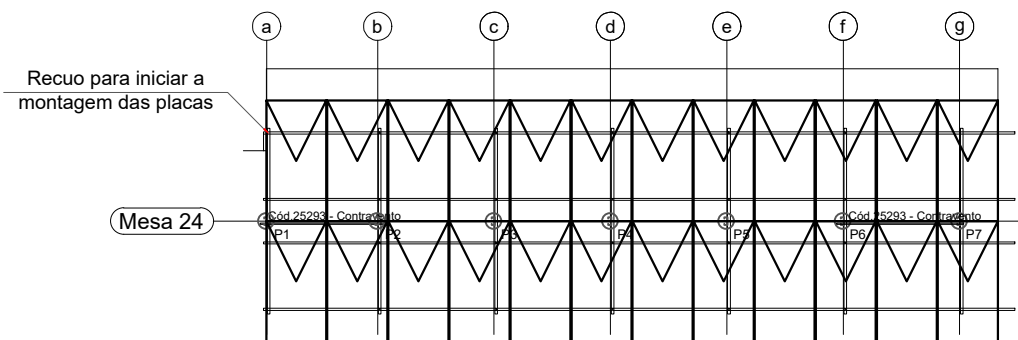 a b c d e f g
Recuo para iniciar a
montagem das placas
Mesa 24
Cód.25293 - Contravento Cód.25293 - Contravento
P1 P2 P3 P4 P5 P6 P7